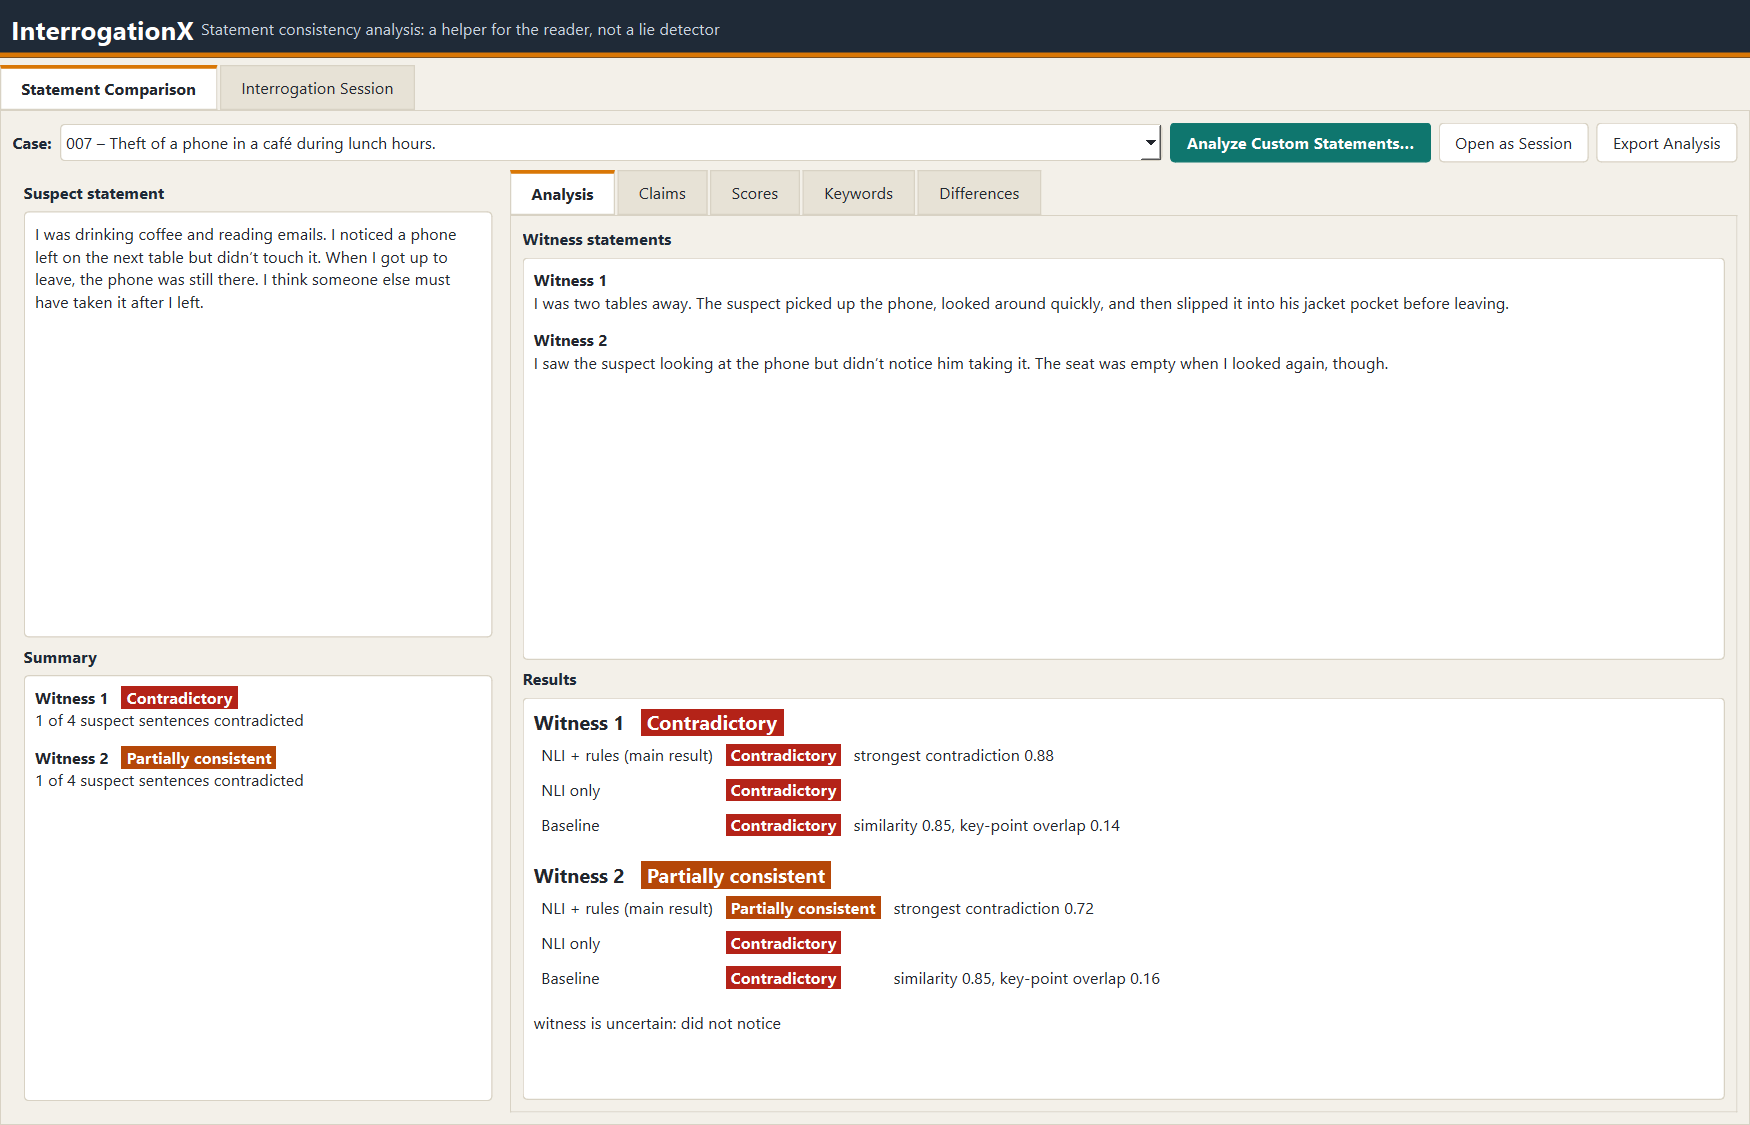 InterrogationX Statement consistency analysis: a helper for the reader, not a lie detector
Statement Comparison
Interrogation Session
Case: 007 – Theft of a phone in a café during lunch hours.
Analyze Custom Statements...
Open as Session
Export Analysis
Suspect statement
I was drinking coffee and reading emails. I noticed a phone
left on the next table but didn’t touch it. When I got up to
leave, the phone was still there. I think someone else must
have taken it after I left.
Summary
Witness 1 Contradictory
1 of 4 suspect sentences contradicted
Witness 2 Partially consistent
1 of 4 suspect sentences contradicted
Analysis
Claims
Scores
Keywords
Differences
Witness statements
Witness 1
I was two tables away. The suspect picked up the phone, looked around quickly, and then slipped it into his jacket pocket before leaving.
Witness 2
I saw the suspect looking at the phone but didn’t notice him taking it. The seat was empty when I looked again, though.
Results
Witness 1 Contradictory
NLI + rules (main result) Contradictory strongest contradiction 0.88
NLI only Contradictory
Baseline Contradictory similarity 0.85, key-point overlap 0.14
Witness 2 Partially consistent
NLI + rules (main result) Partially consistent strongest contradiction 0.72
NLI only Contradictory
Baseline Contradictory similarity 0.85, key-point overlap 0.16
witness is uncertain: did not notice